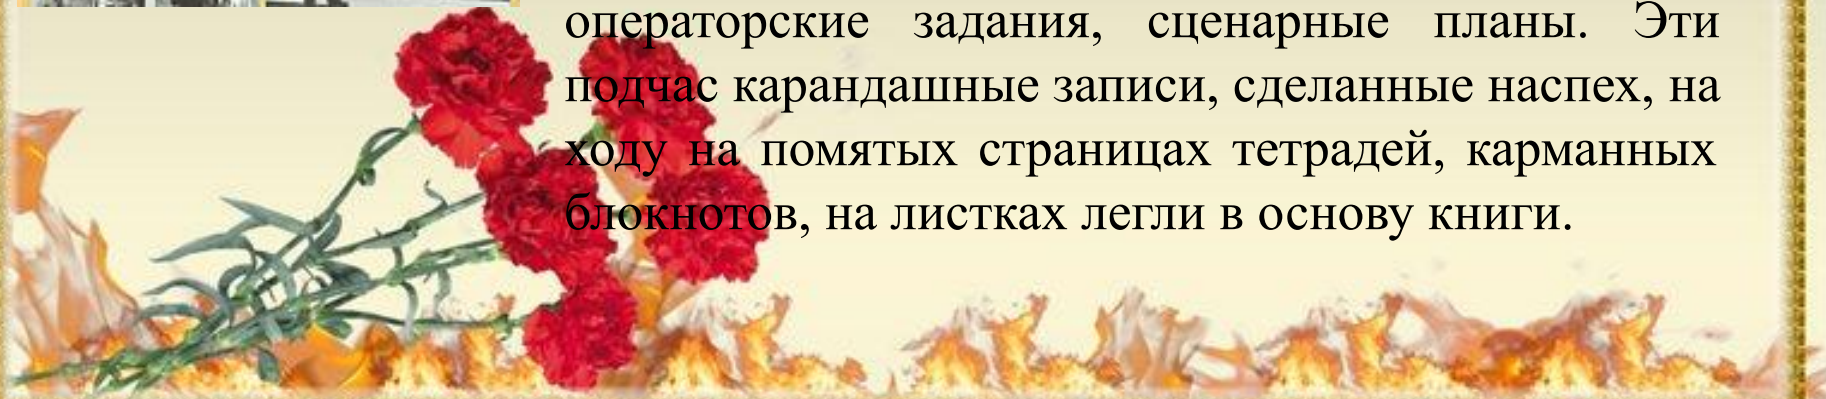 операторские задания, сценарные планы. Эти
подчас карандашные записи, сделанные наспех, на
ходу на помятых страницах тетрадей, карманных
блокнотов, на листках легли в основу книги.